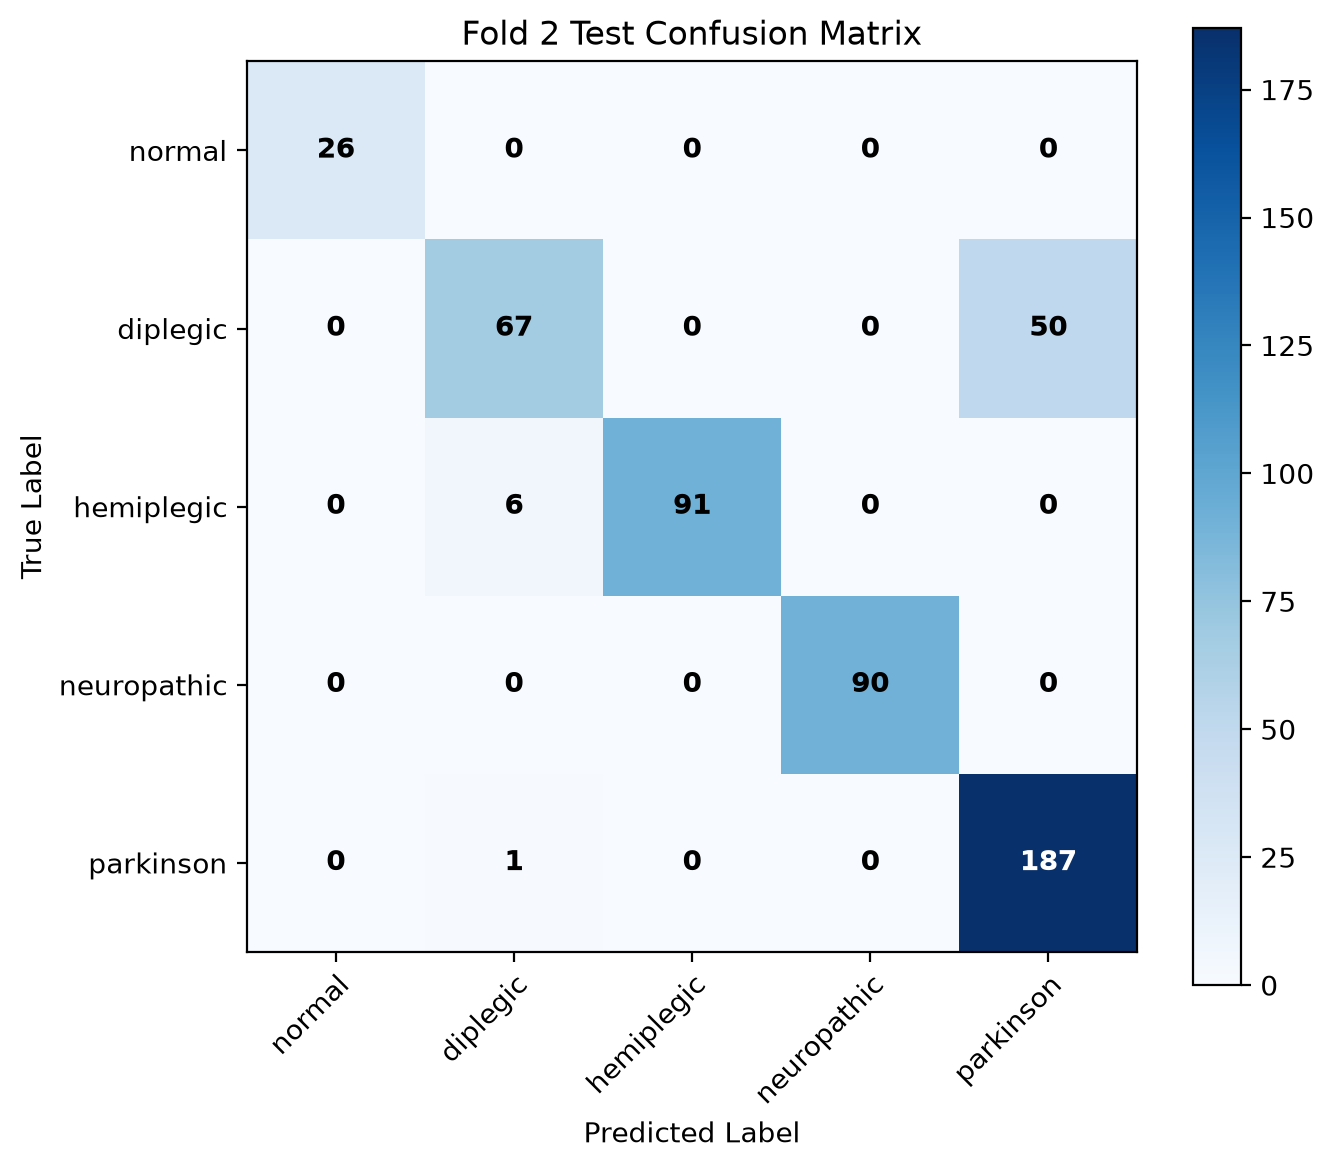 Fold 2 Test Confusion Matrix
normal 26 0 0 0 0
diplegic 0 67 0 0 50
hemiplegic 0 6 91 0 0
neuropathic 0 0 0 90 0
parkinson 0 1 0 0 187
normal diplegic hemiplegic neuropathic parkinson
True Label
Predicted Label
175
150
125
100
75
50
25
0